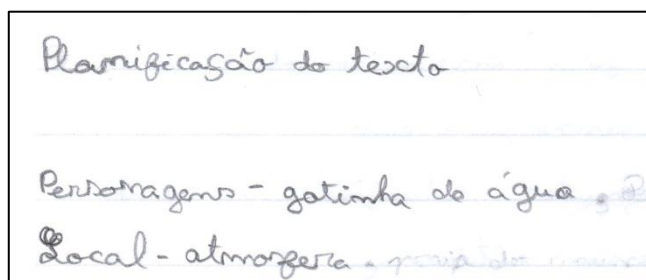 Planificação do texto
Personagens - gotinha de água.
Local - atmosfera.